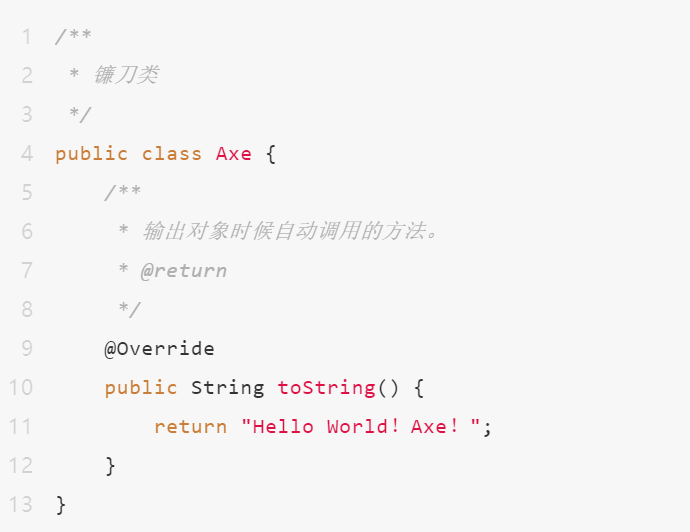 1 /**
2  * 镰刀类
3  */
4 public class Axe {
5     /**
6      * 输出对象时候自动调用的方法。
7      * @return
8      */
9     @Override
10     public String toString() {
11         return "Hello World！Axe！";
12     }
13 }